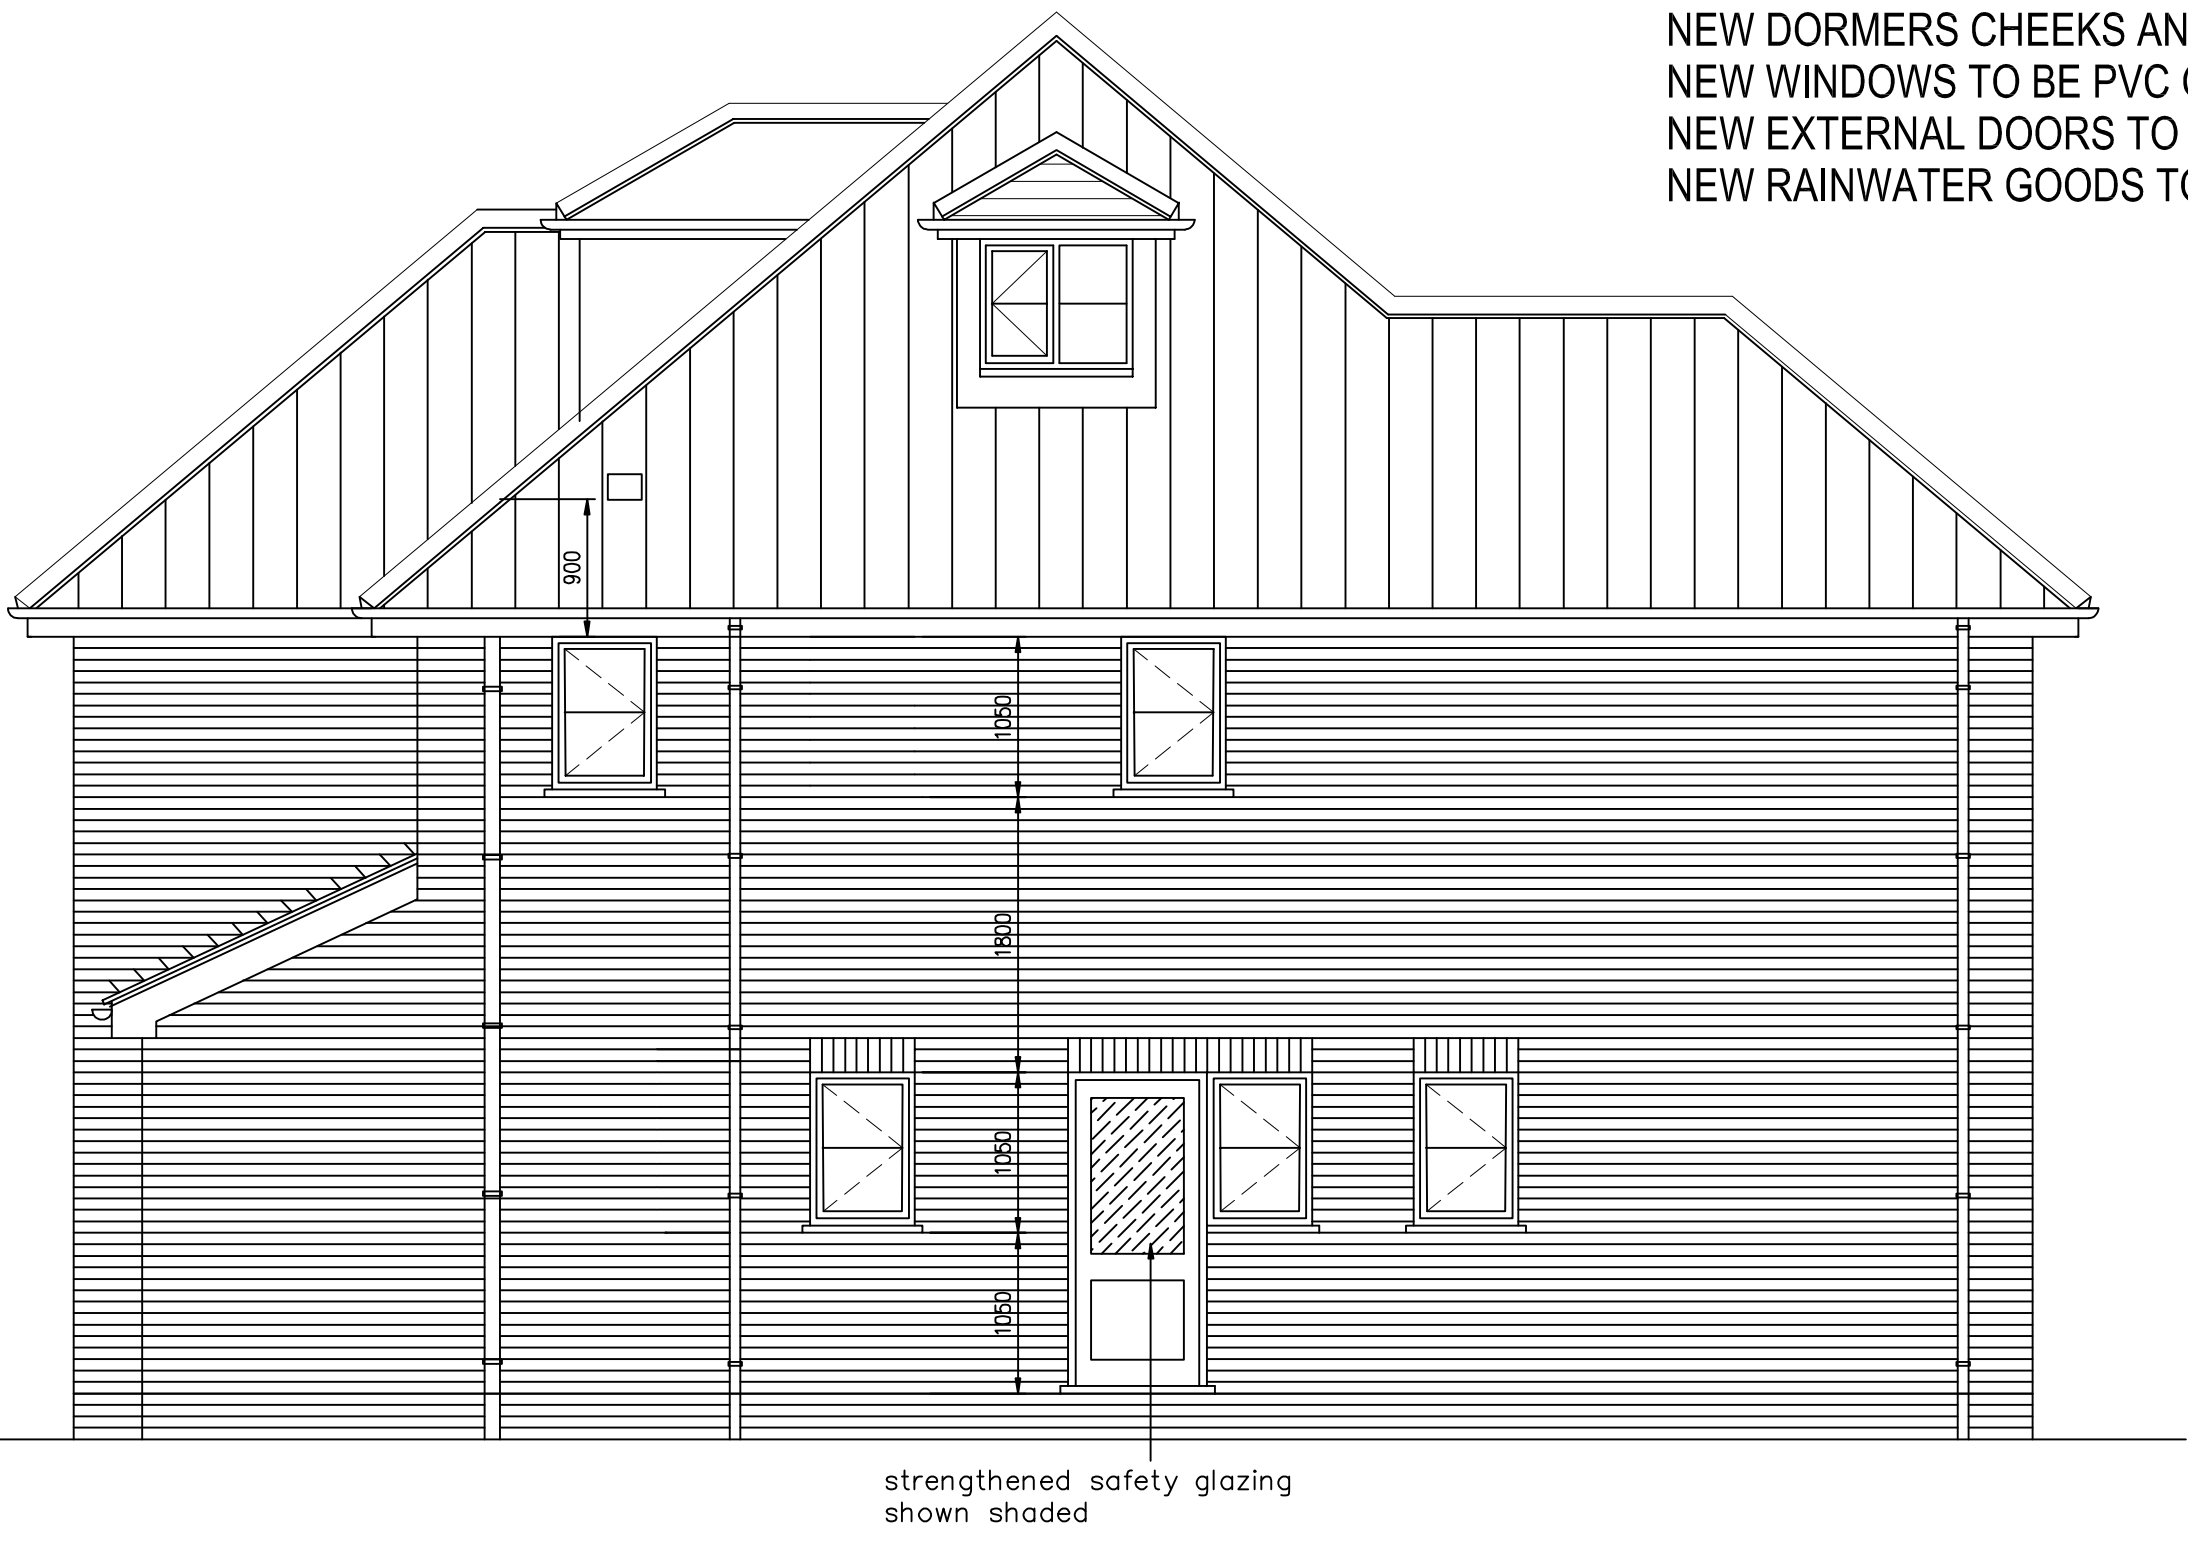 NEW DORMERS CHEEKS AN
NEW WINDOWS TO BE PVC
NEW EXTERNAL DOORS TO
NEW RAINWATER GOODS TO
900
1050
1800
1050
1050
strengthened safety glazing
shown shaded